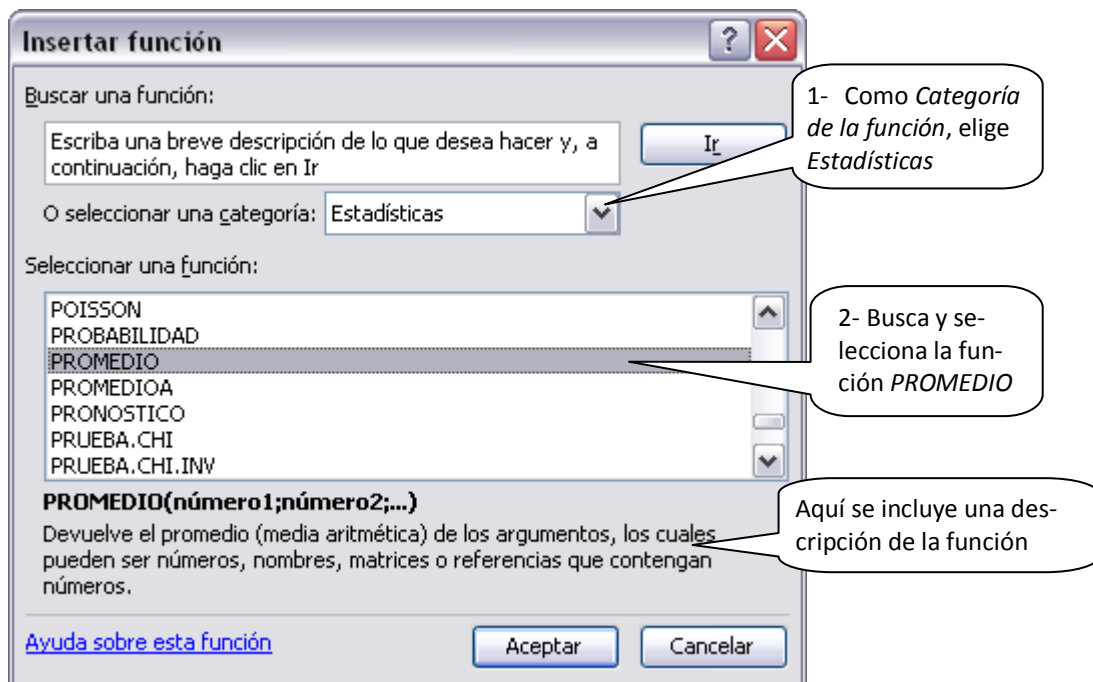 Insertar función
Buscar una función:
Escriba una breve descripción de lo que desea hacer y, a
continuación, haga clic en Ir
Ir
O seleccionar una categoría: Estadísticas
Seleccionar una función:
POISSON
PROBABILIDAD
PROMEDIO
PROMEDIOA
PRONOSTICO
PRUEBA.CHI
PRUEBA.CHI.INV
PROMEDIO(número1;número2;...)
Devuelve el promedio (media aritmética) de los argumentos, los cuales
pueden ser números, nombres, matrices o referencias que contengan
números.
Ayuda sobre esta función
Aceptar
Cancelar
1- Como Categoría
de la función, elige
Estadísticas
2- Busca y se-
lecciona la fun-
ción PROMEDIO
Aquí se incluye una des-
cripción de la función